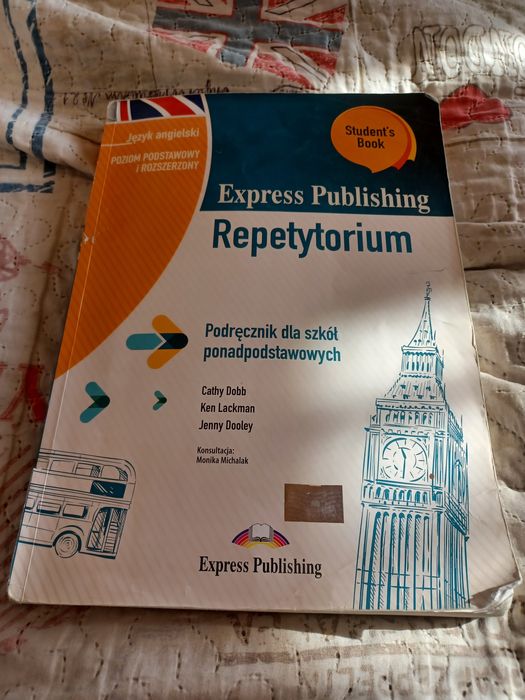 Język angielski
POZIOM PODSTAWOWY
i ROZSZERZONY
Student's
Book
Express Publishing
Repetytorium
Podręcznik dla szkół
ponadpodstawowych
Cathy Dobb
Ken Lackman
Jenny Dooley
Konsultacja:
Monika Michalak
Express Publishing